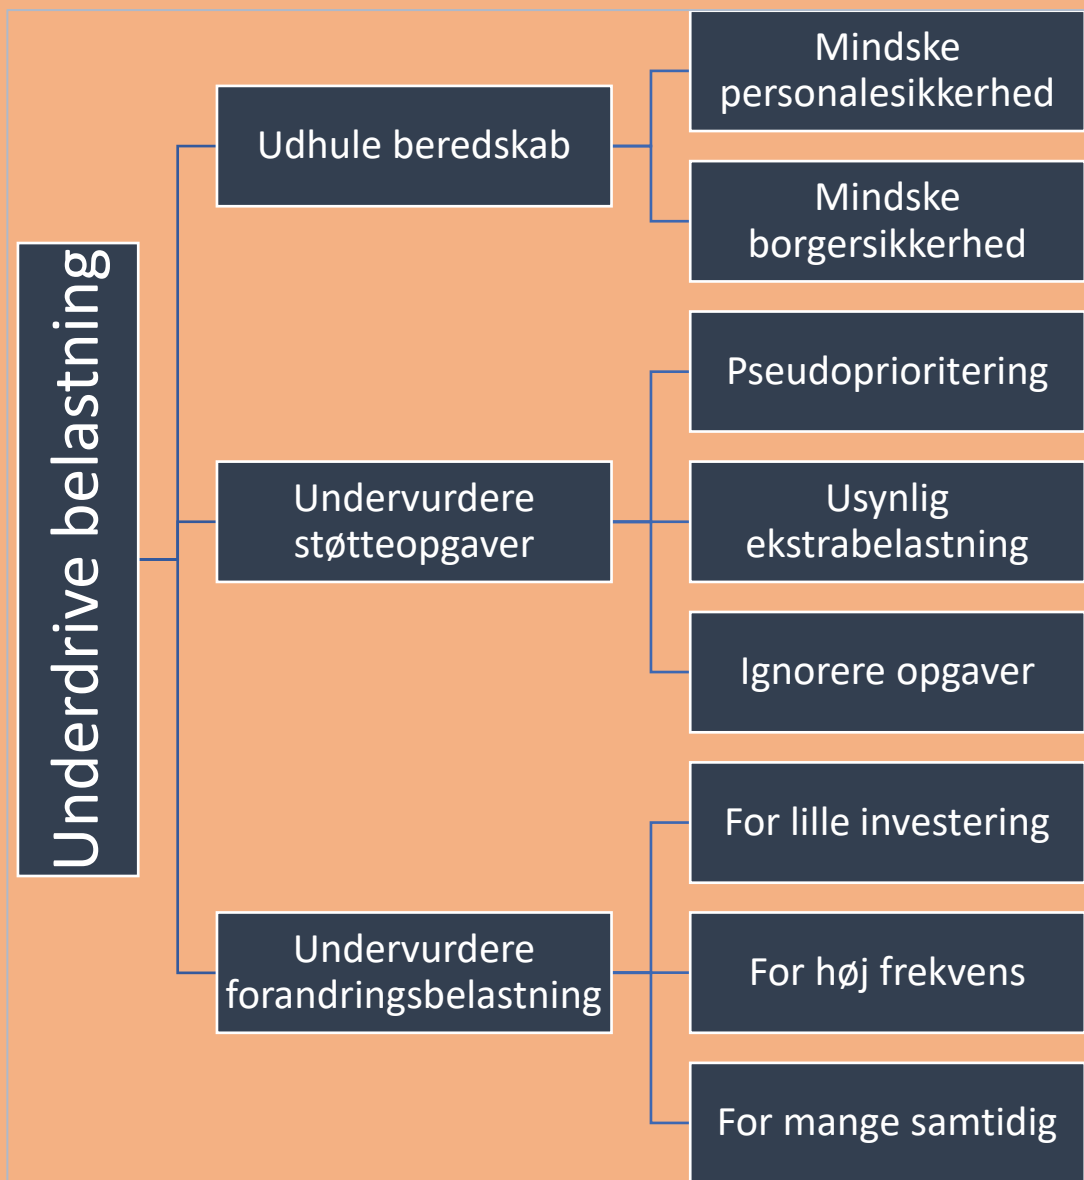 Underdrive belastning
Udhule beredskab
Mindske
personalesikkerhed
Mindske
borgersikkerhed
Undervurdere
støtteopgaver
Pseudoprioritering
Usynlig
ekstrabelastning
Ignorere opgaver
Undervurdere
forandringsbelastning
For lille investering
For høj frekvens
For mange samtidig